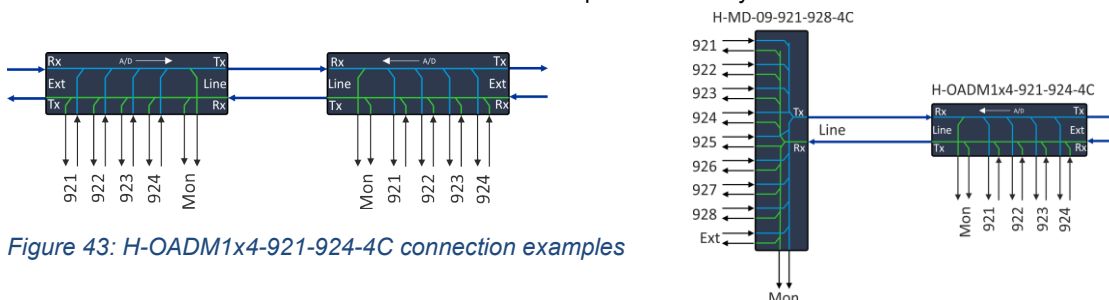 H-MD-09-921-928-4C
Rx A/D Tx
Ext Line
Tx Rx
921 922 923 924 Mon
Rx A/D Tx
Line Ext
Tx Rx
Mon 921 922 923 924
Figure 43: H-OADM1x4-921-924-4C connection examples
921
922
923
924
925
926
927
928
Ext
Tx
Rx
Mon
Line
H-OADM1x4-921-924-4C
Rx A/D Tx
Line Ext
Tx Rx
Mon 921 922 923 924